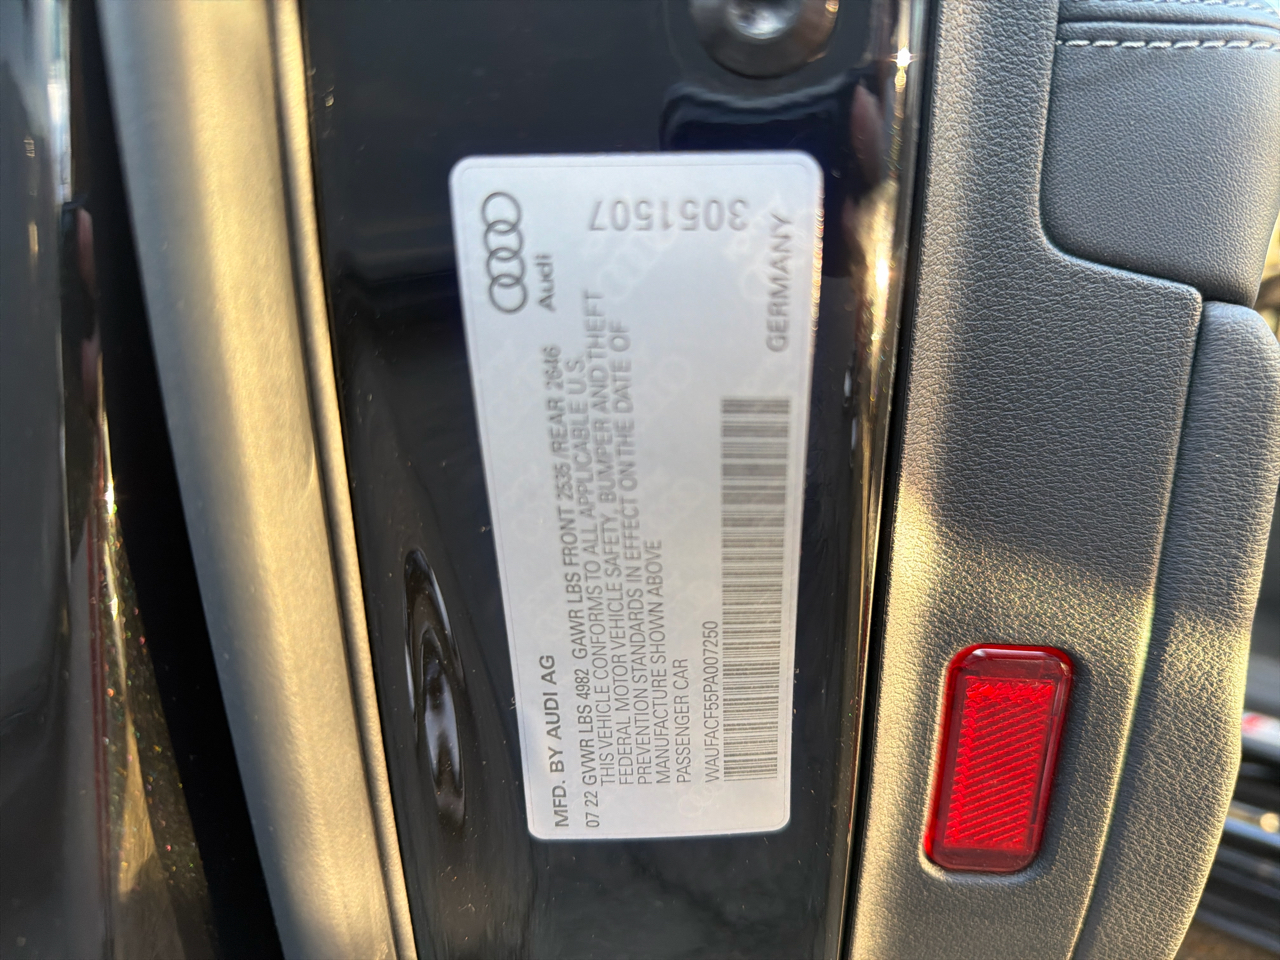 Audi
MFD. BY AUDI AG
07 22 GVWR LBS 4982 GAWR LBS FRONT 2535 /REAR 2646
THIS VEHICLE CONFORMS TO ALL APPLICABLE U.S.
FEDERAL MOTOR VEHICLE SAFETY, BUMPER AND THEFT
PREVENTION STANDARDS IN EFFECT ON THE DATE OF
MANUFACTURE SHOWN ABOVE
PASSENGER CAR
WAUFACF55PA007250
GERMANY
3051507